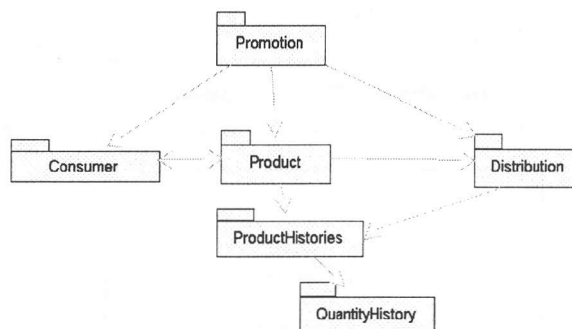 Promotion
Consumer
Product
Distribution
ProductHistories
QuantityHistory